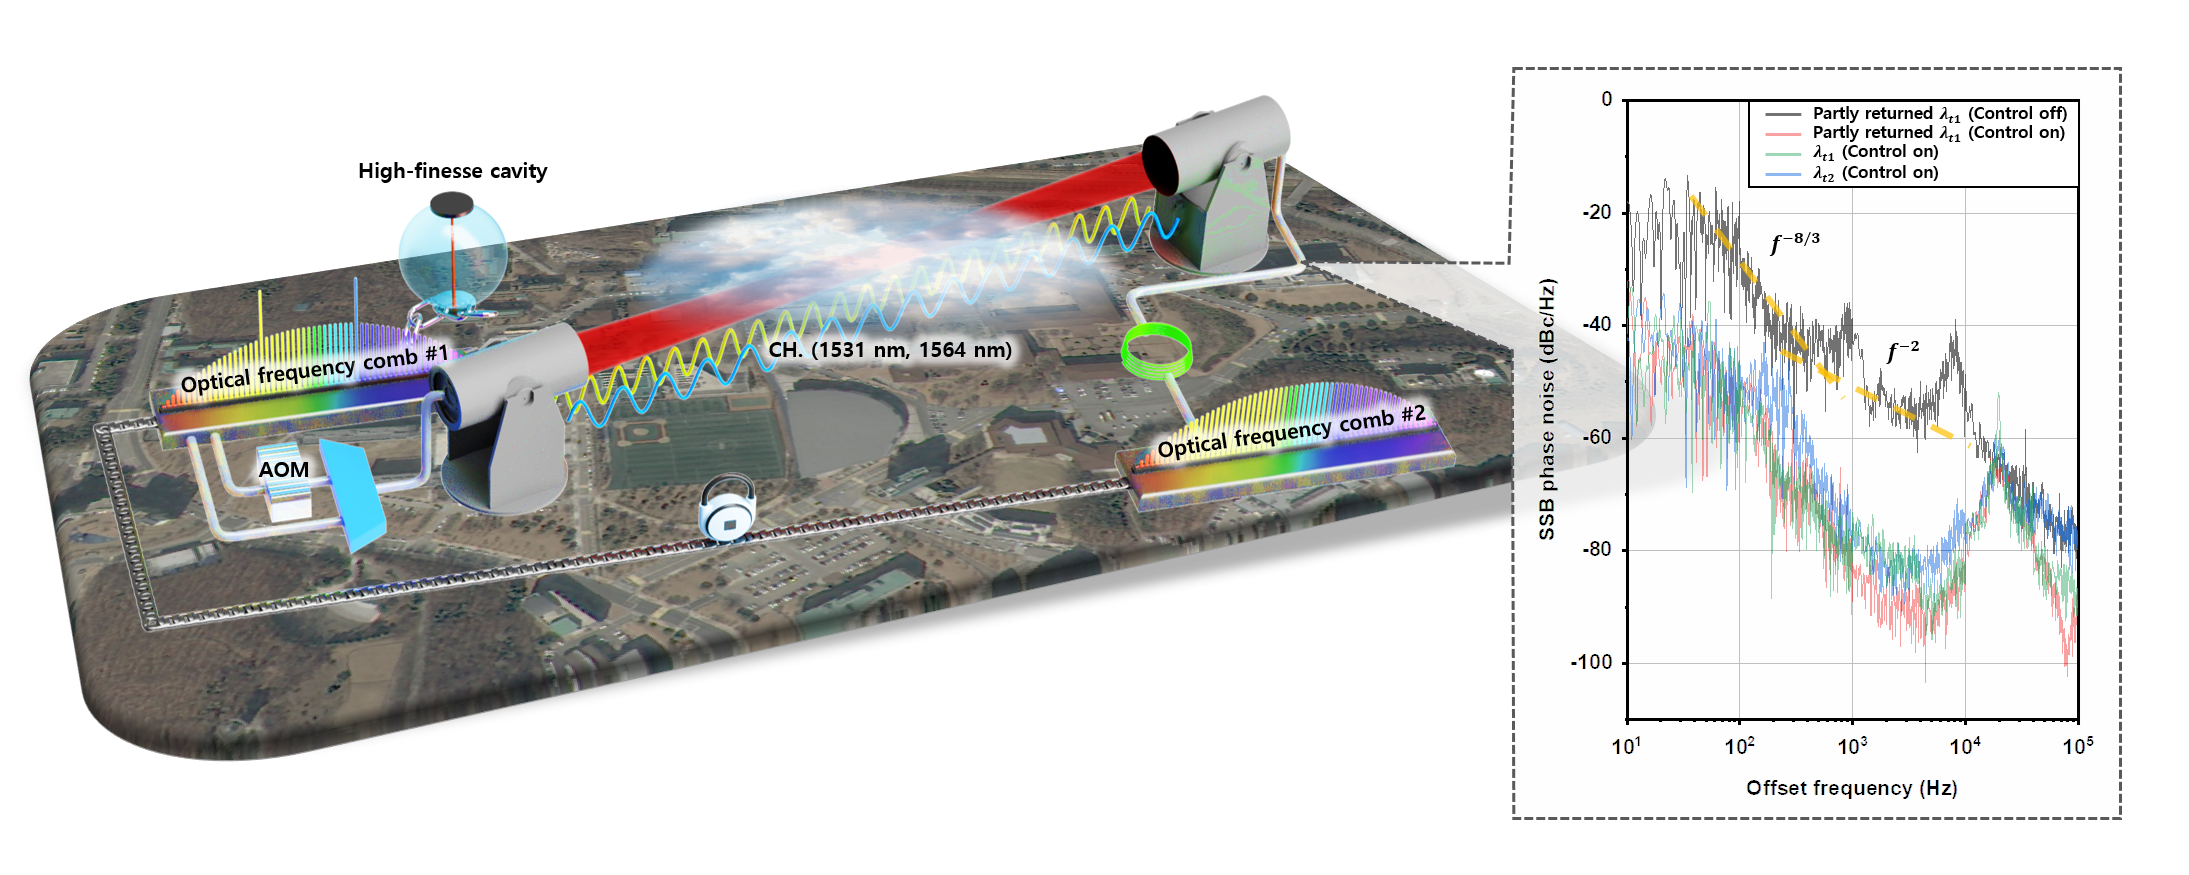 High-finesse cavity
Optical frequency comb #1
AOM
CH. (1531 nm, 1564 nm)
Optical frequency comb #2
0
-20
-40
-60
-80
-100
SSB phase noise (dBc/Hz)
Partly returned λt1 (Control off)
Partly returned λt1 (Control on)
λt1 (Control on)
λt2 (Control on)
f⁻⁸/³
f⁻²
10¹ 10² 10³ 10⁴ 10⁵
Offset frequency (Hz)